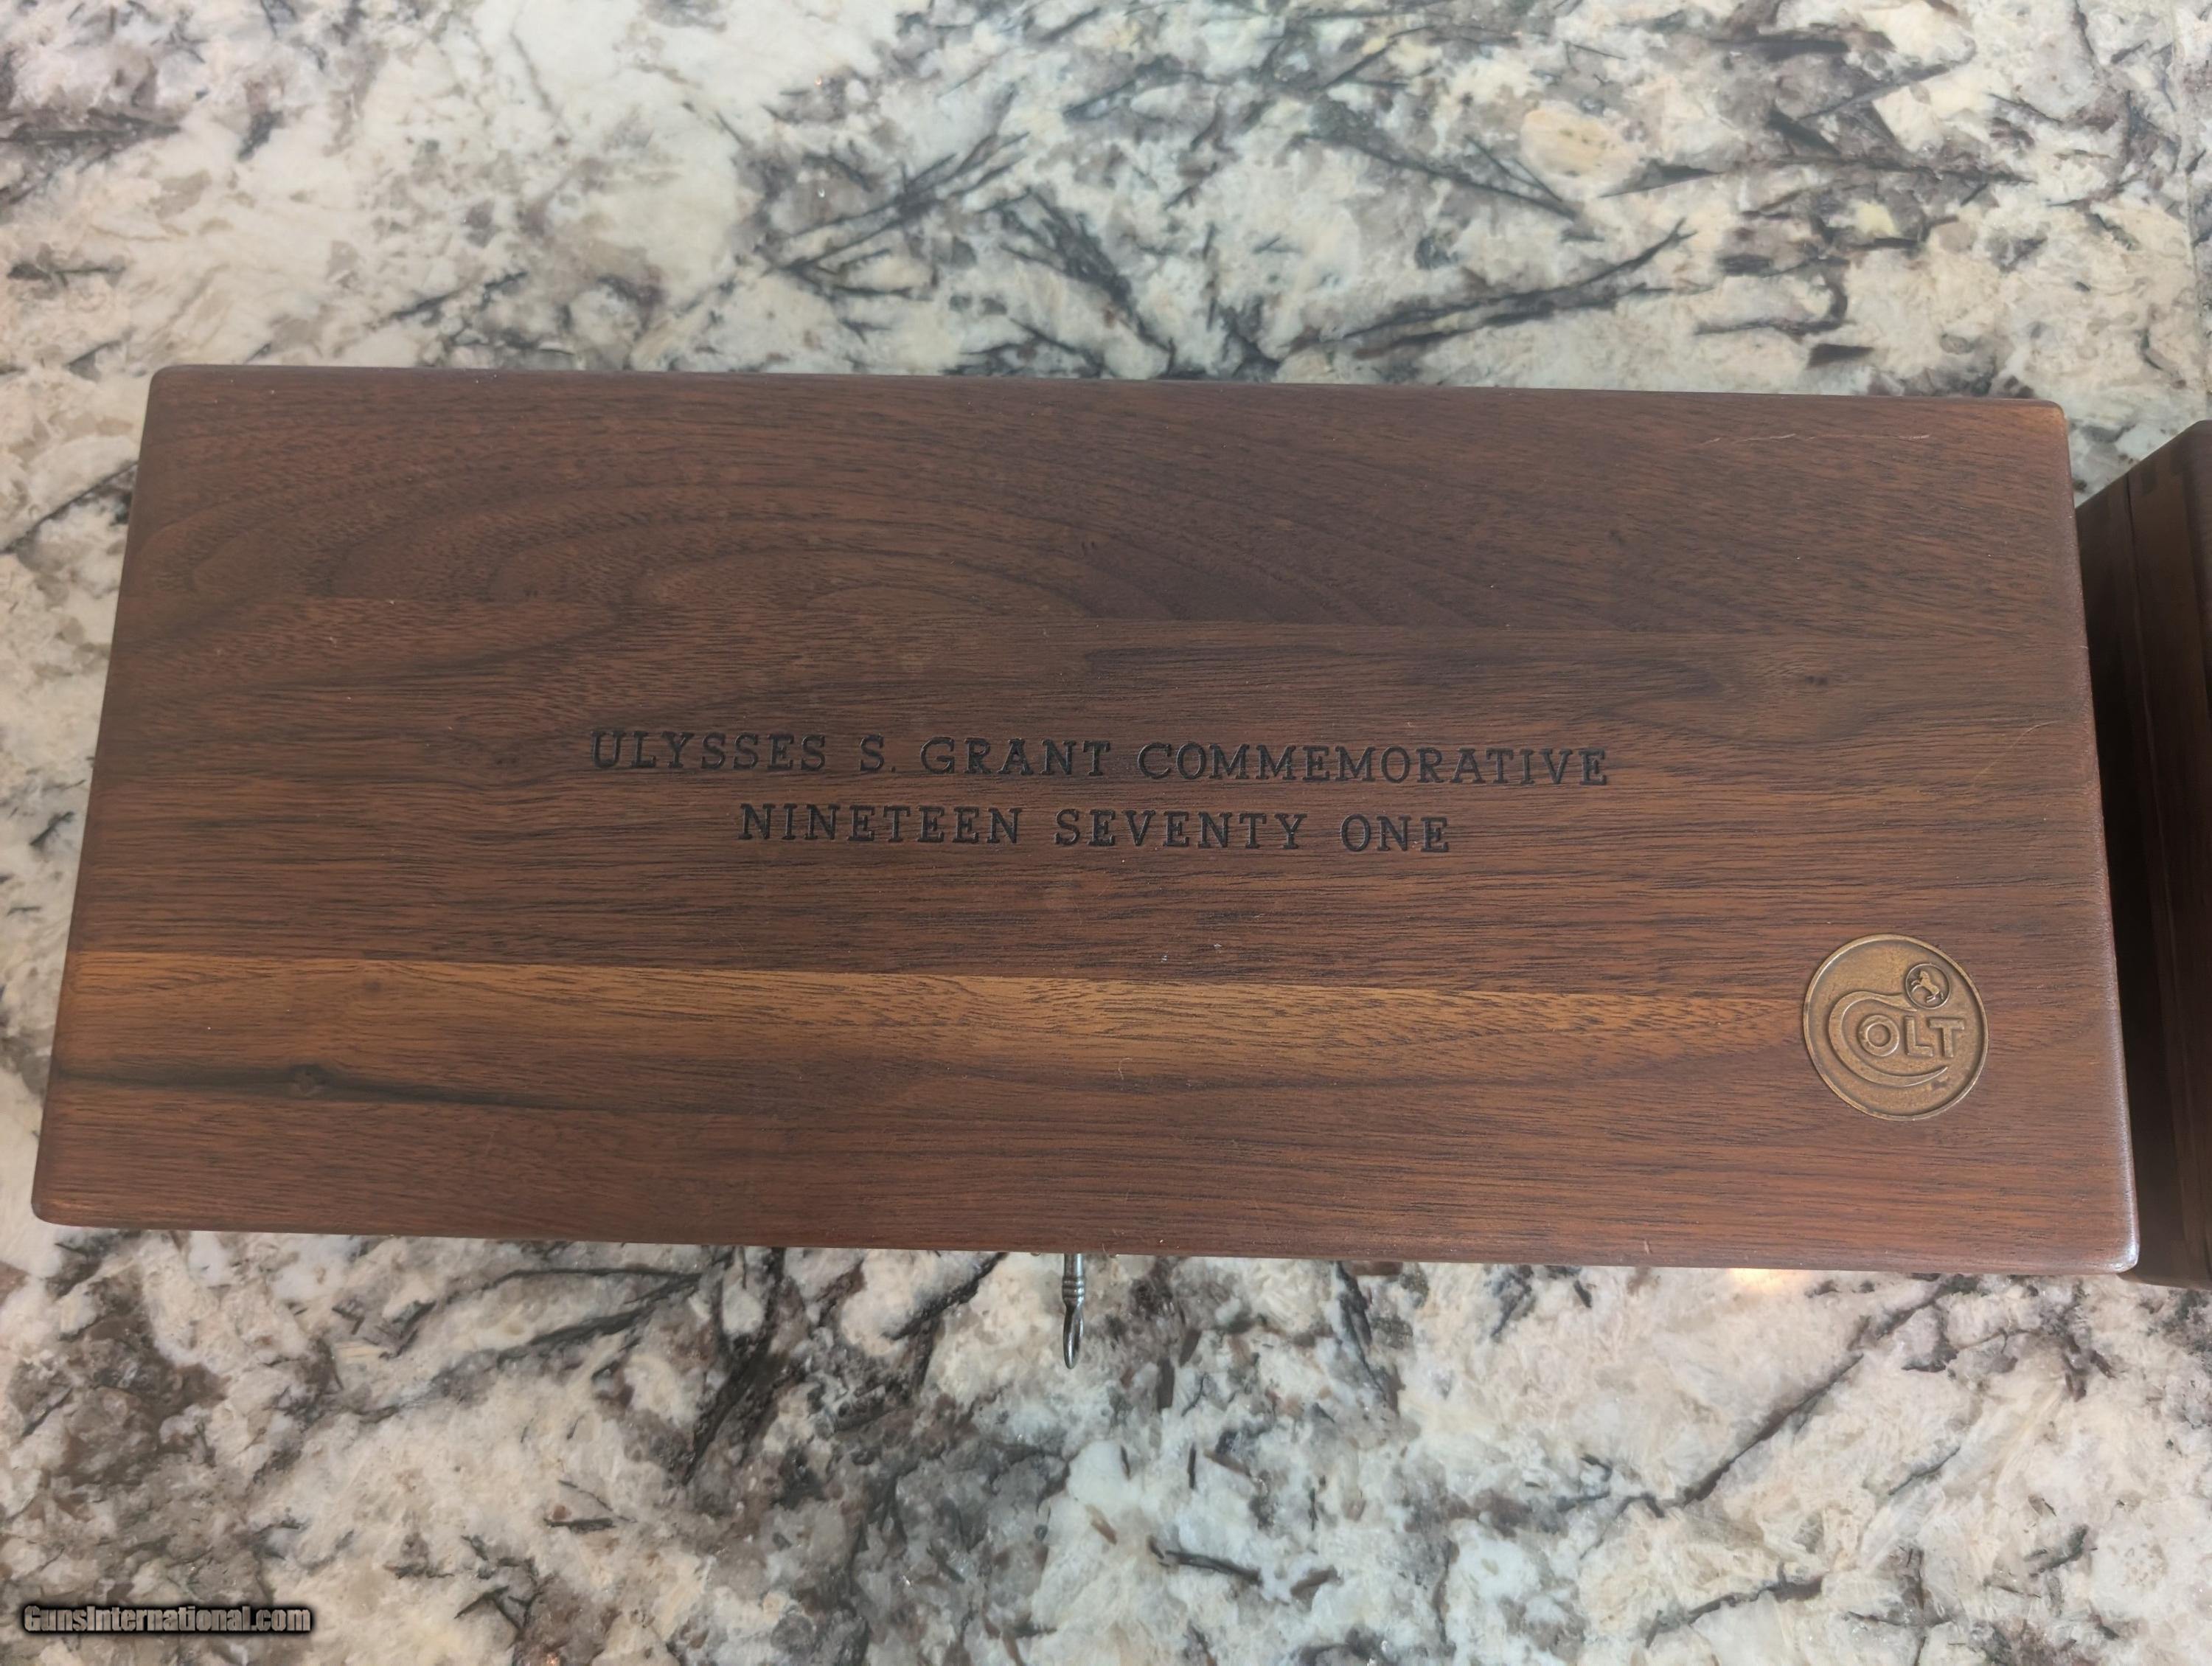 ULYSSES S. GRANT COMMEMORATIVE
NINETEEN SEVENTY ONE
COLT
GunsInternational.com